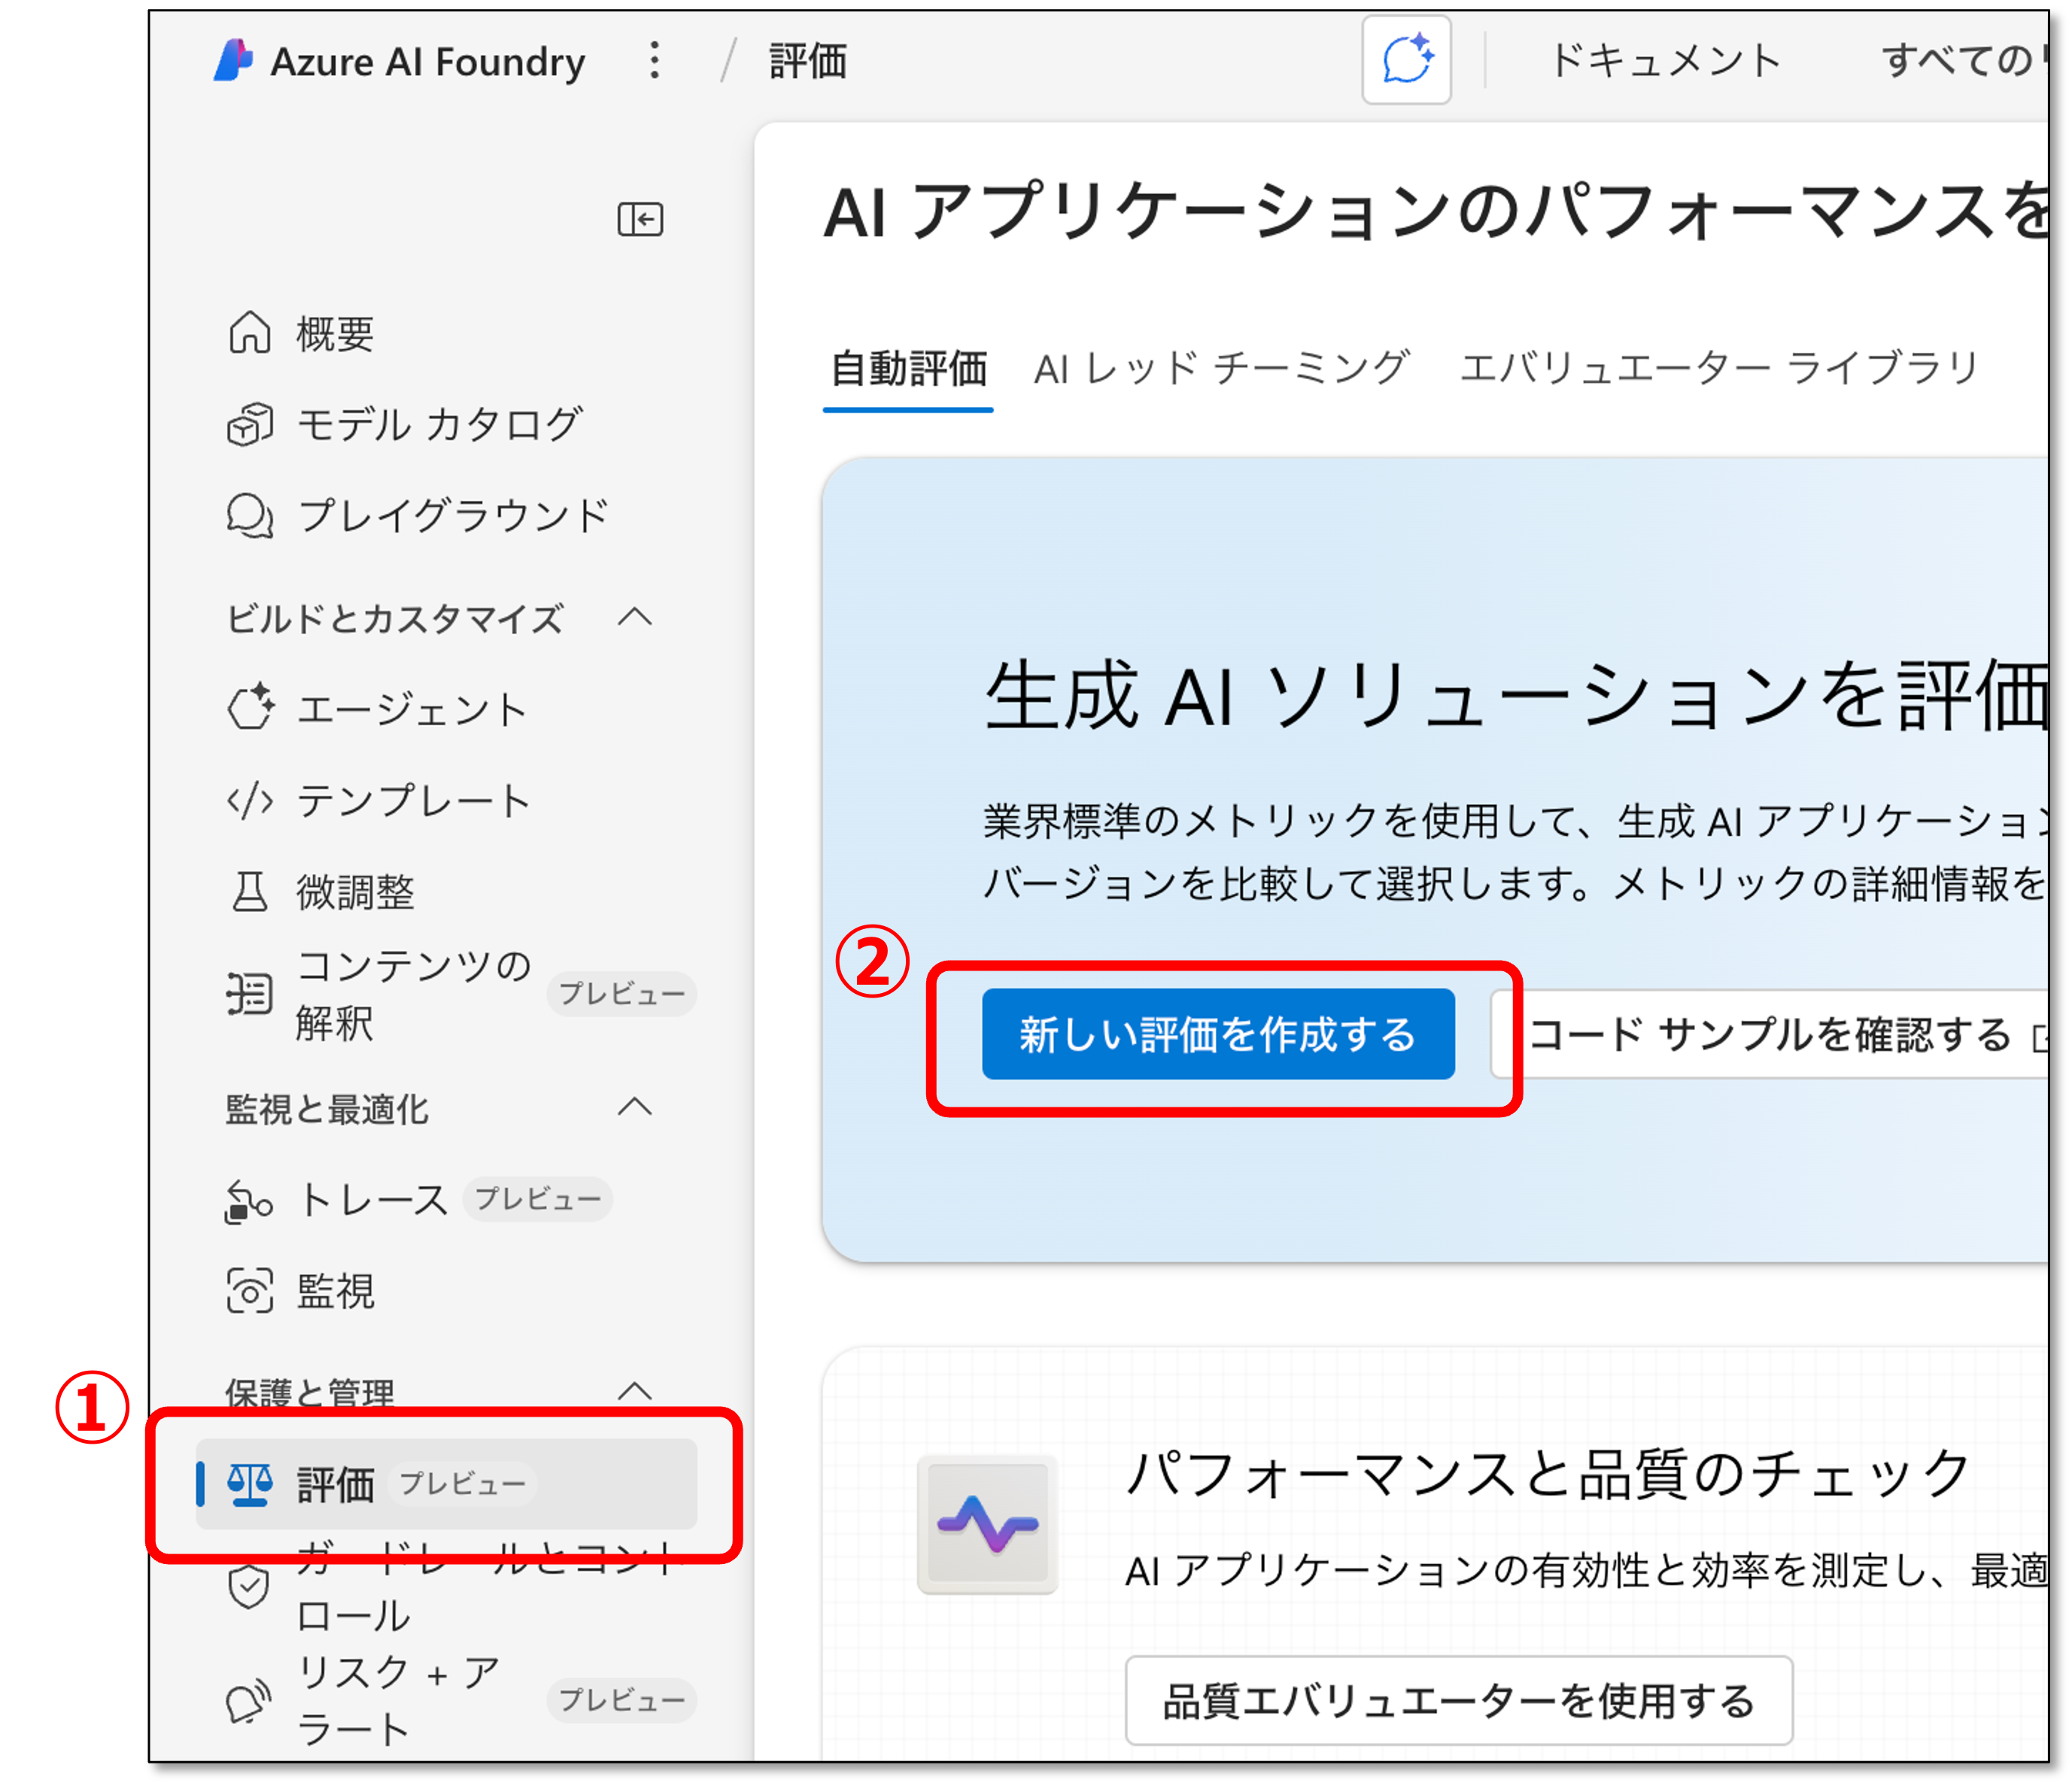 Azure AI Foundry
/ 評価
ドキュメント
すべての
AI アプリケーションのパフォーマンスを
概要
モデル カタログ
プレイグラウンド
ビルドとカスタマイズ
エージェント
テンプレート
微調整
コンテンツの
解釈
プレビュー
監視と最適化
トレース プレビュー
監視
①
保護と管理
評価 プレビュー
ガードレールとコント
ロール
リスク + ア
ラート
プレビュー
自動評価 AI レッド チーミング エバリュエーター ライブラリ
生成 AI ソリューションを評価
業界標準のメトリックを使用して、生成 AI アプリケーション
バージョンを比較して選択します。メトリックの詳細情報を
②
新しい評価を作成する
コード サンプルを確認する
パフォーマンスと品質のチェック
AI アプリケーションの有効性と効率を測定し、最適
品質エバリュエーターを使用する